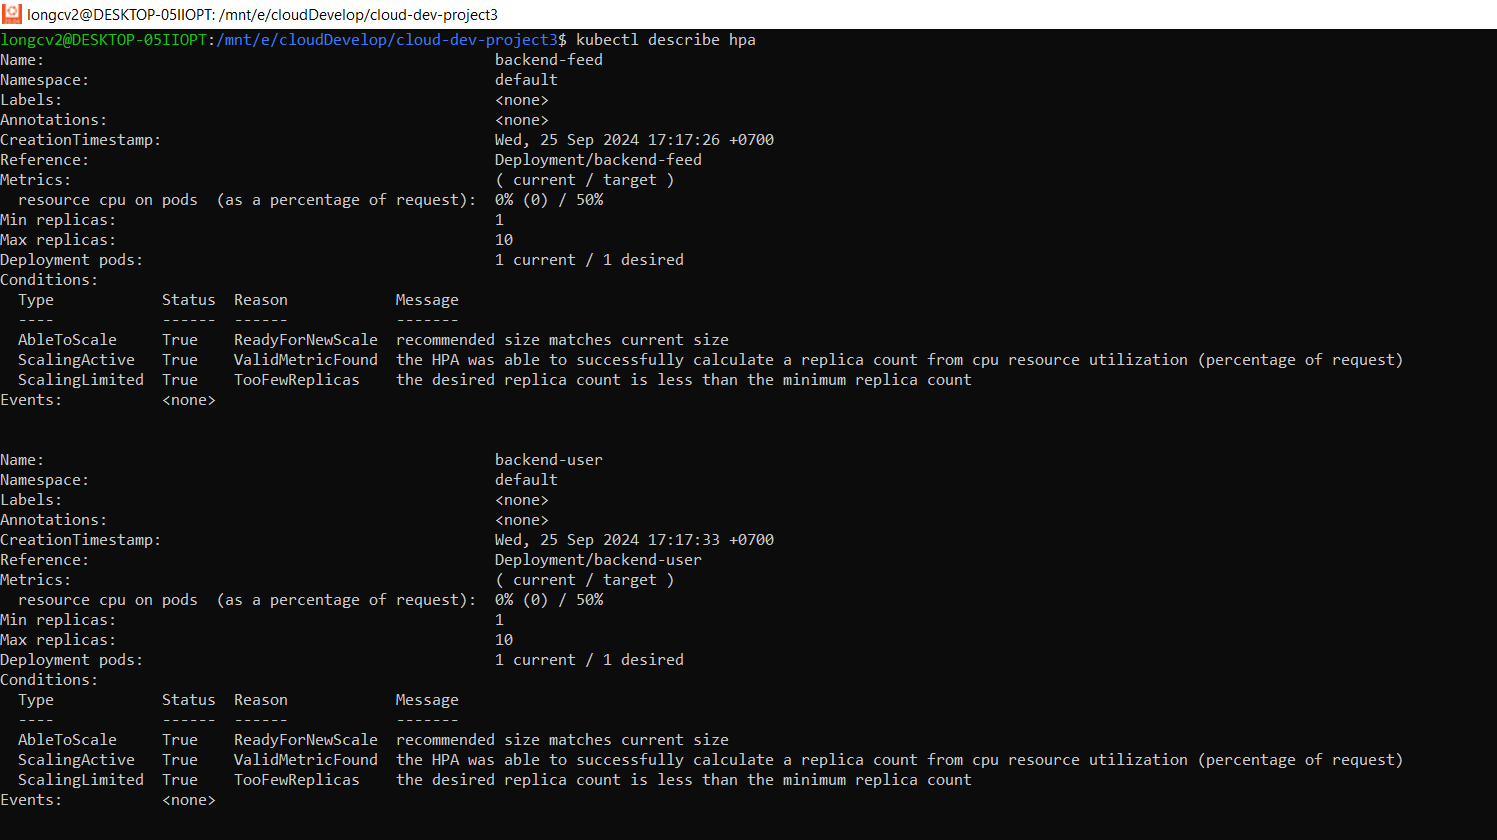 longcv2@DESKTOP-05IIOPT: /mnt/e/cloudDevelop/cloud-dev-project3
longcv2@DESKTOP-05IIOPT:/mnt/e/cloudDevelop/cloud-dev-project3$ kubectl describe hpa
Name: backend-feed
Namespace: default
Labels: <none>
Annotations: <none>
CreationTimestamp: Wed, 25 Sep 2024 17:17:26 +0700
Reference: Deployment/backend-feed
Metrics: ( current / target )
resource cpu on pods (as a percentage of request): 0% (0) / 50%
Min replicas: 1
Max replicas: 10
Deployment pods: 1 current / 1 desired
Conditions:
Type Status Reason Message
---- ------ ------ -------
AbleToScale True ReadyForNewScale recommended size matches current size
ScalingActive True ValidMetricFound the HPA was able to successfully calculate a replica count from cpu resource utilization (percentage of request)
ScalingLimited True TooFewReplicas the desired replica count is less than the minimum replica count
Events: <none>
Name: backend-user
Namespace: default
Labels: <none>
Annotations: <none>
CreationTimestamp: Wed, 25 Sep 2024 17:17:33 +0700
Reference: Deployment/backend-user
Metrics: ( current / target )
resource cpu on pods (as a percentage of request): 0% (0) / 50%
Min replicas: 1
Max replicas: 10
Deployment pods: 1 current / 1 desired
Conditions:
Type Status Reason Message
---- ------ ------ -------
AbleToScale True ReadyForNewScale recommended size matches current size
ScalingActive True ValidMetricFound the HPA was able to successfully calculate a replica count from cpu resource utilization (percentage of request)
ScalingLimited True TooFewReplicas the desired replica count is less than the minimum replica count
Events: <none>